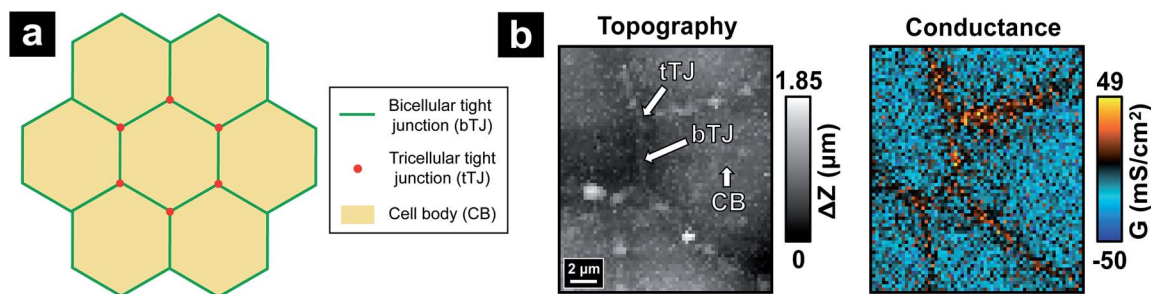 a
Bicellular tight
junction (bTJ)
Tricellular tight
junction (tTJ)
Cell body (CB)
b
Topography
tTJ
bTJ
CB
2 µm
1.85
ΔZ (µm)
0
Conductance
49
G (mS/cm²)
-50